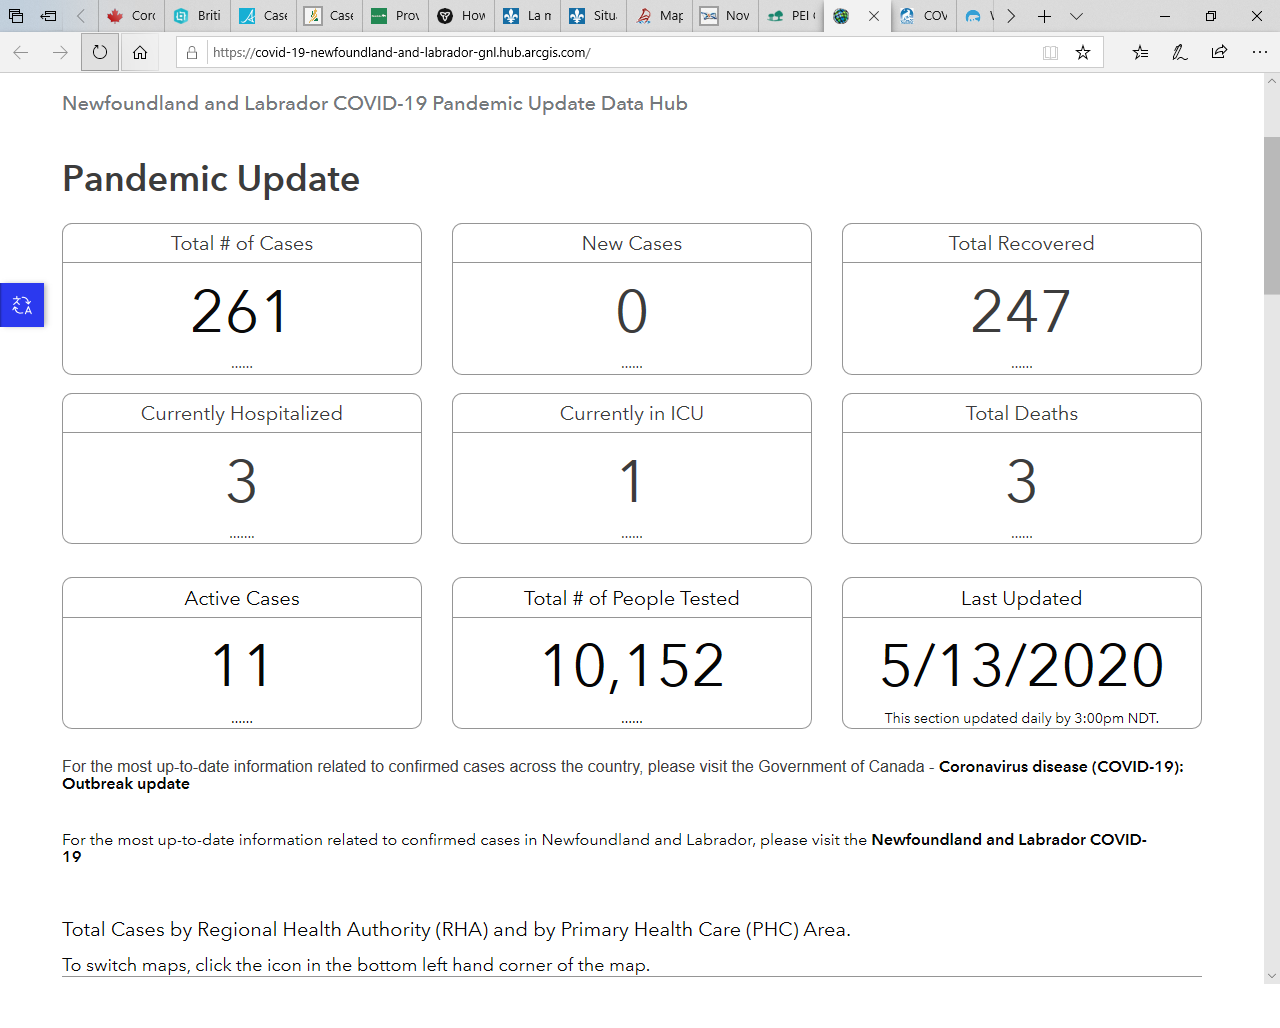 Corc
Briti
Case
Case
Prov
How
La m
Situ
Map
Nov
PEI
COV
https://covid-19-newfoundland-and-labrador-gnl.hub.arcgis.com/
Newfoundland and Labrador COVID-19 Pandemic Update Data Hub
Pandemic Update
Total # of Cases
261
......
New Cases
0
......
Total Recovered
247
......
Currently Hospitalized
3
.......
Currently in ICU
1
......
Total Deaths
3
......
Active Cases
11
......
Total # of People Tested
10,152
......
Last Updated
5/13/2020
This section updated daily by 3:00pm NDT.
For the most up-to-date information related to confirmed cases across the country, please visit the Government of Canada - Coronavirus disease (COVID-19):
Outbreak update
For the most up-to-date information related to confirmed cases in Newfoundland and Labrador, please visit the Newfoundland and Labrador COVID-
19
Total Cases by Regional Health Authority (RHA) and by Primary Health Care (PHC) Area.
To switch maps, click the icon in the bottom left hand corner of the map.